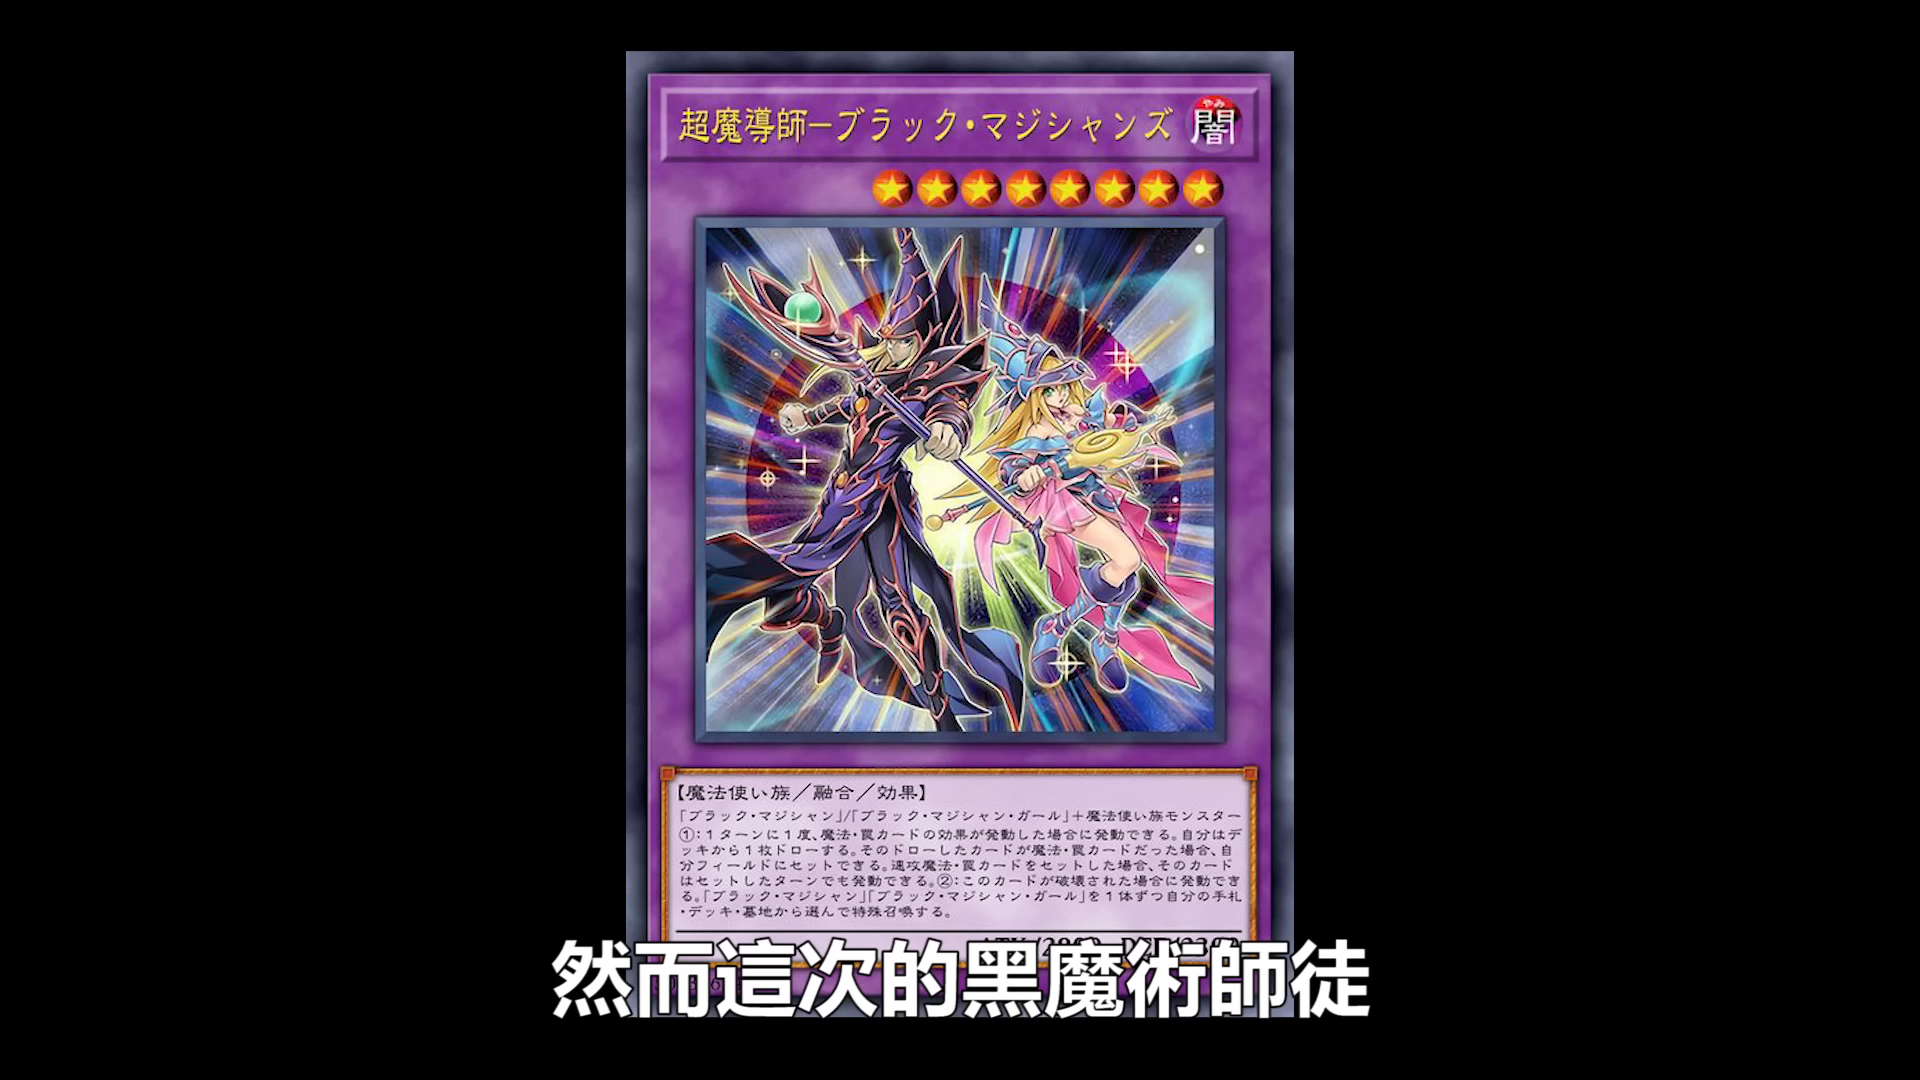 超魔導師－ブラック・マジシャンズ
やみ
闇
【魔法使い族／融合／効果】
「ブラック・マジシャン」/「ブラック・マジシャン・ガール」＋魔法使い族モンスター
①：１ターンに１度、魔法・罠カードの効果が発動した場合に発動できる。自分はデ
ッキから１枚ドローする。そのドローしたカードが魔法・罠カードだった場合、自
分フィールドにセットできる。速攻魔法・罠カードをセットした場合、そのカード
はセットしたターンでも発動できる。②：このカードが破壊された場合に発動でき
る。「ブラック・マジシャン」「ブラック・マジシャン・ガール」を１体ずつ自分の手札
・デッキ・墓地から選んで特殊召喚する。
然而這次的黑魔術師徒